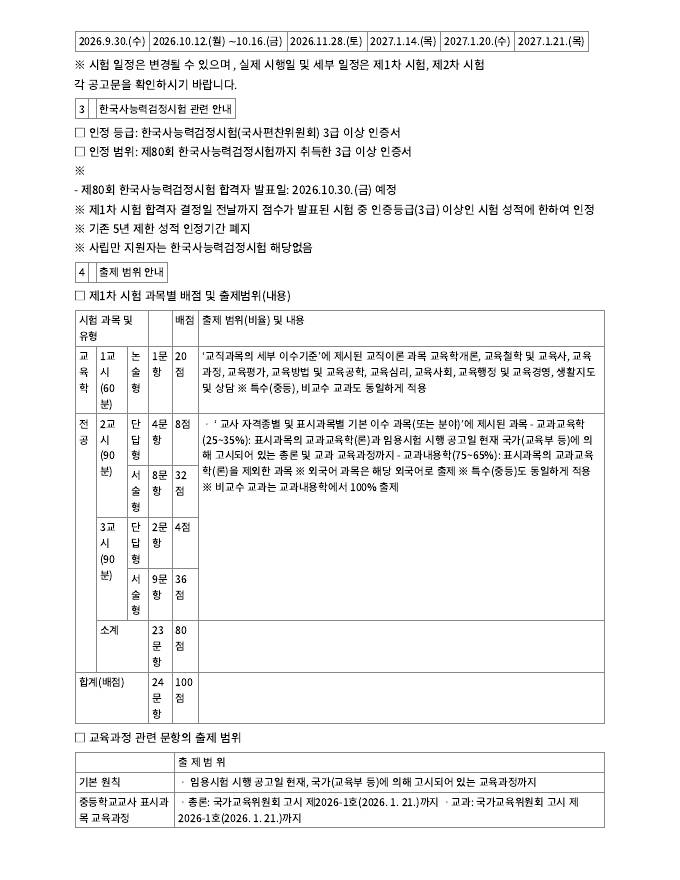 2026.9.30.(수) 2026.10.12.(월) ~10.16.(금) 2026.11.28.(토) 2027.1.14.(목) 2027.1.20.(수) 2027.1.21.(목)
※ 시험 일정은 변경될 수 있으며, 실제 시행일 및 세부 일정은 제1차 시험, 제2차 시험
각 공고문을 확인하시기 바랍니다.
3 한국사능력검정시험 관련 안내
□ 인정 등급: 한국사능력검정시험(국사편찬위원회) 3급 이상 인증서
□ 인정 범위: 제80회 한국사능력검정시험까지 취득한 3급 이상 인증서
※
- 제80회 한국사능력검정시험 합격자 발표일: 2026.10.30.(금) 예정
※ 제1차 시험 합격자 결정일 전날까지 점수가 발표된 시험 중 인증등급(3급) 이상인 시험 성적에 한하여 인정
※ 기존 5년 제한 성적 인정기간 폐지
※ 사립만 지원자는 한국사능력검정시험 해당없음
4 출제 범위 안내
□ 제1차 시험 과목별 배점 및 출제범위(내용)
시험 과목 및
유형
배점
출제 범위(비율) 및 내용
교
육
학
1교
시
(60
분)
논
술
형
1문
항
20
점
‘교직과목의 세부 이수기준’에 제시된 교직이론 과목 교육학개론, 교육철학 및 교육사, 교육
과정, 교육평가, 교육방법 및 교육공학, 교육심리, 교육사회, 교육행정 및 교육경영, 생활지도
및 상담 ※ 특수(중등), 비교수 교과도 동일하게 적용
전
공
2교
시
(90
분)
단
답
형
4문
항
8점
서
술
형
8문
항
32
점
· ‘ 교사 자격종별 및 표시과목별 기본 이수 과목(또는 분야)’에 제시된 과목 - 교과교육학
(25~35%): 표시과목의 교과교육학(론)과 임용시험 시행 공고일 현재 국가(교육부 등)에 의
해 고시되어 있는 총론 및 교과 교육과정까지 - 교과내용학(75~65%): 표시과목의 교과교육
학(론)을 제외한 과목 ※ 외국어 과목은 해당 외국어로 출제 ※ 특수(중등)도 동일하게 적용
※ 비교수 교과는 교과내용학에서 100% 출제
3교
시
(90
분)
단
답
형
2문
항
4점
서
술
형
9문
항
36
점
소계
23
문
항
80
점
합계(배점)
24
문
항
100
점
□ 교육과정 관련 문항의 출제 범위
출 제 범 위
기본 원칙
· 임용시험 시행 공고일 현재, 국가(교육부 등)에 의해 고시되어 있는 교육과정까지
중등학교교사 표시과
목 교육과정
· 총론: 국가교육위원회 고시 제2026-1호(2026. 1. 21.)까지 · 교과: 국가교육위원회 고시 제
2026-1호(2026. 1. 21.)까지